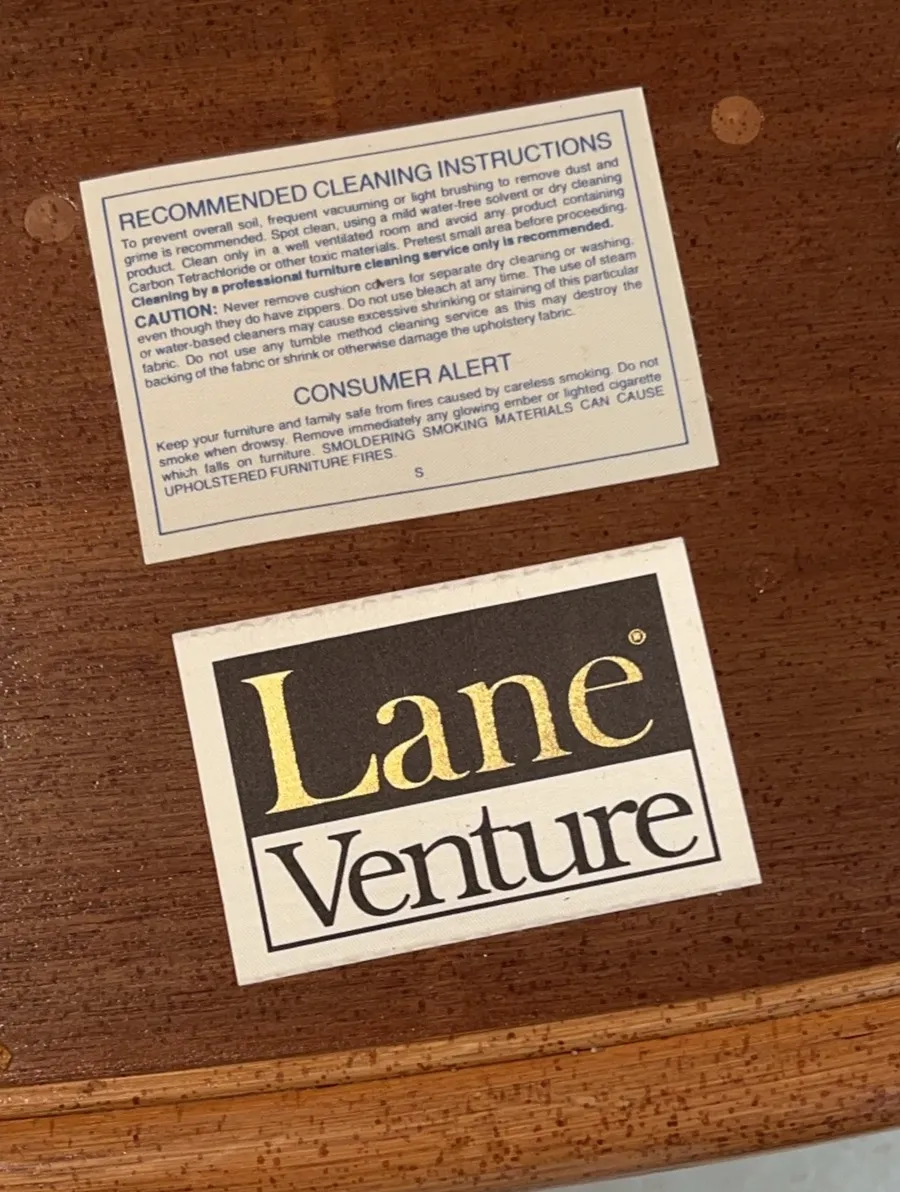 RECOMMENDED CLEANING INSTRUCTIONS
To prevent overall soil, frequent vacuuming or light brushing to remove dust and
grime is recommended. Spot clean, using a mild water-free solvent or dry cleaning
product. Clean only in a well ventilated room and avoid any product containing
Carbon Tetrachloride or other toxic materials. Pretest small area before proceeding.
Cleaning by a professional furniture cleaning service only is recommended.
CAUTION: Never remove cushion covers for separate dry cleaning or washing,
even though they do have zippers. Do not use bleach at any time. The use of steam
or water-based cleaners may cause excessive shrinking or staining of this particular
fabric. Do not use any tumble method cleaning service as this may destroy the
backing of the fabric or shrink or otherwise damage the upholstery fabric.
CONSUMER ALERT
Keep your furniture and family safe from fires caused by careless smoking. Do not
smoke when drowsy. Remove immediately any glowing ember or lighted cigarette
which falls on furniture. SMOLDERING SMOKING MATERIALS CAN CAUSE
UPHOLSTERED FURNITURE FIRES.
S
Lane®
Venture